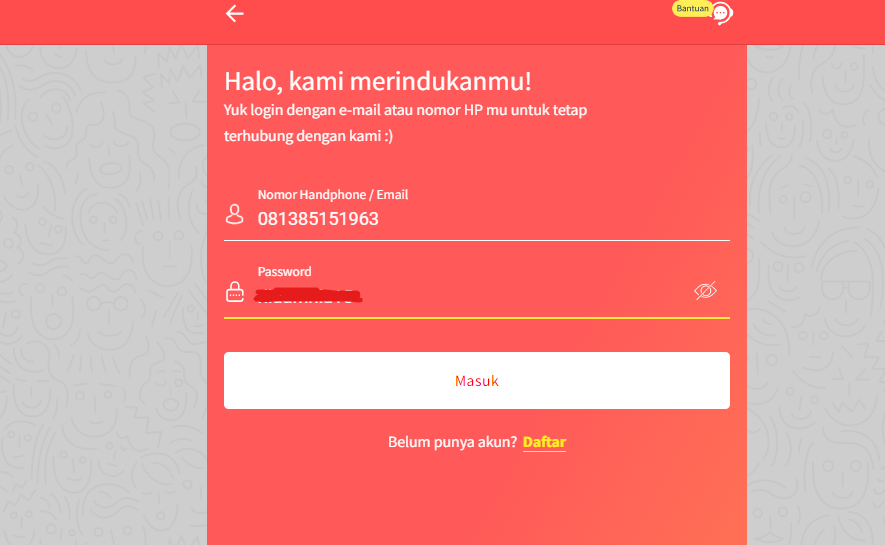 Bantuan
Halo, kami merindukanmu!
Yuk login dengan e-mail atau nomor HP mu untuk tetap
terhubung dengan kami :)
Nomor Handphone / Email
081385151963
Password
Masuk
Belum punya akun? Daftar